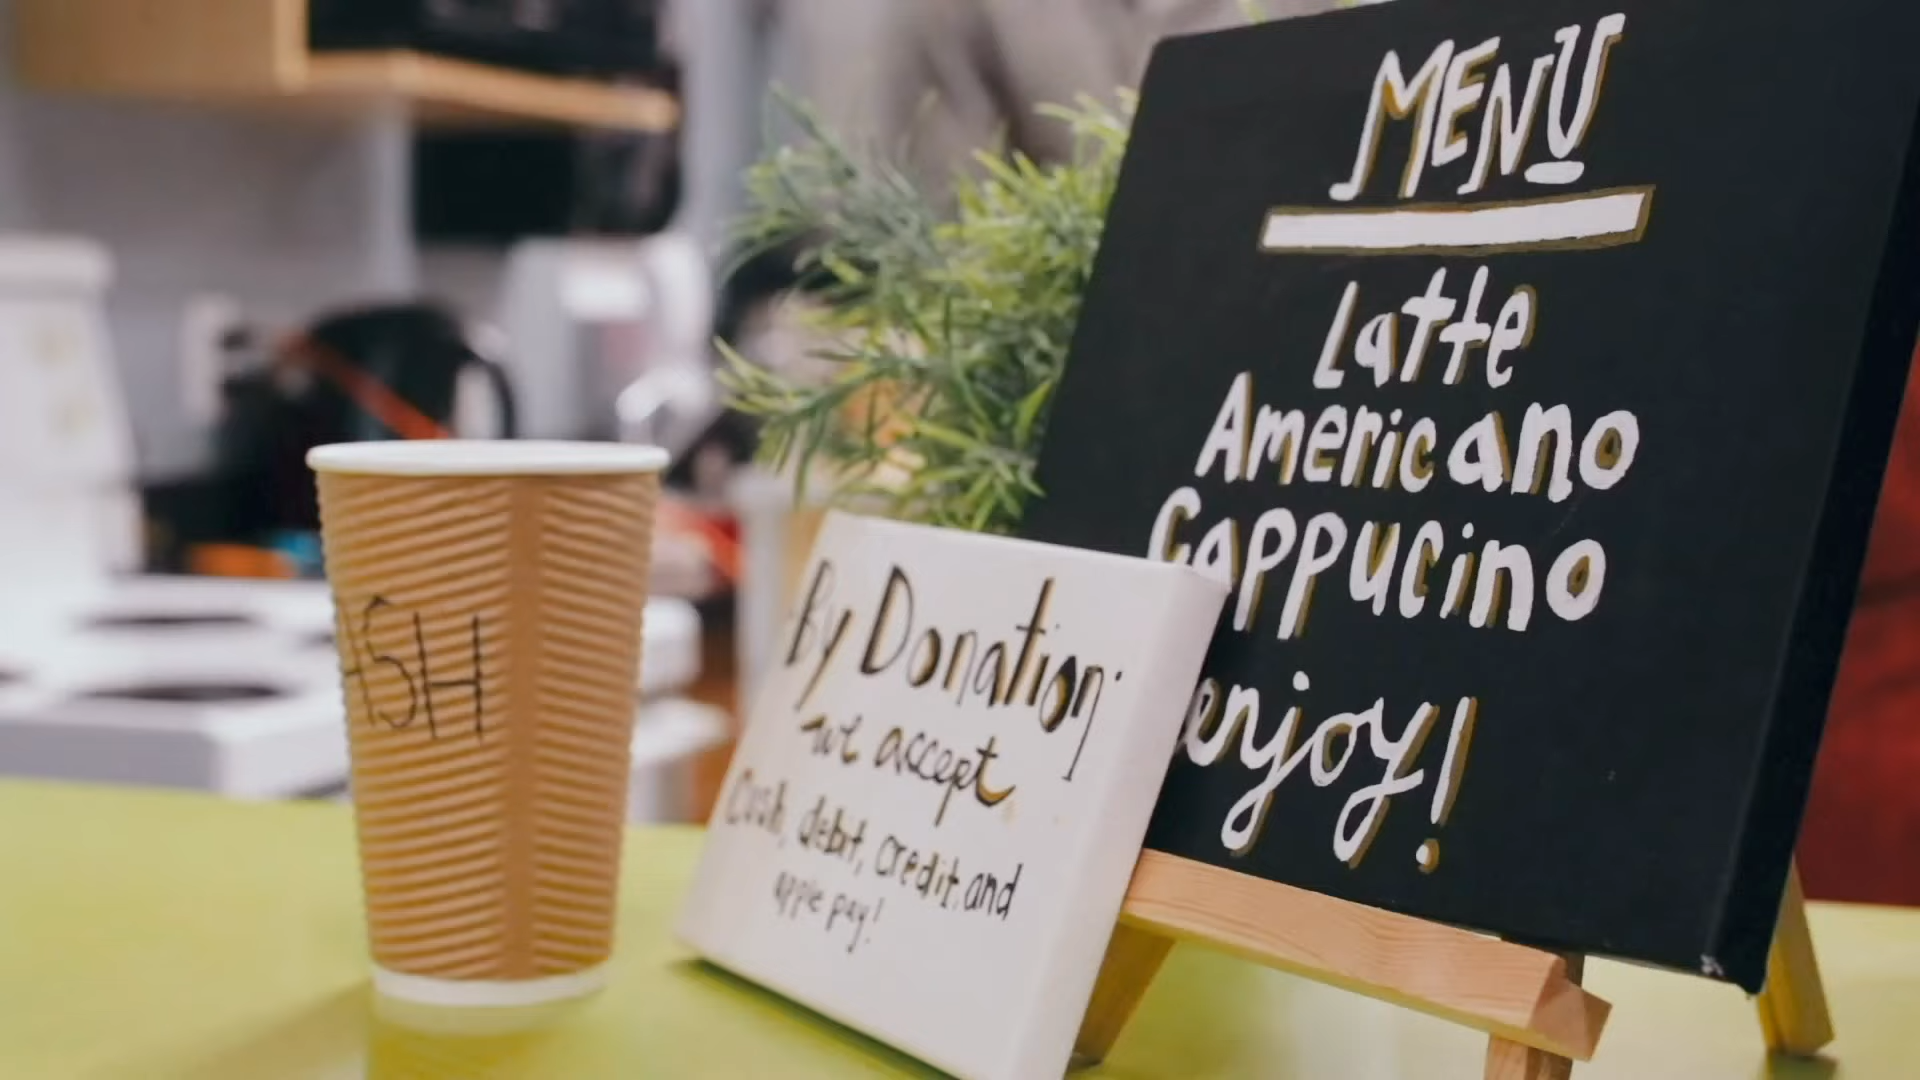 MENU
Latte
Americano
Cappucino
enjoy!
By Donation:
we accept
Cash, debit, credit, and
apple pay!
ASH